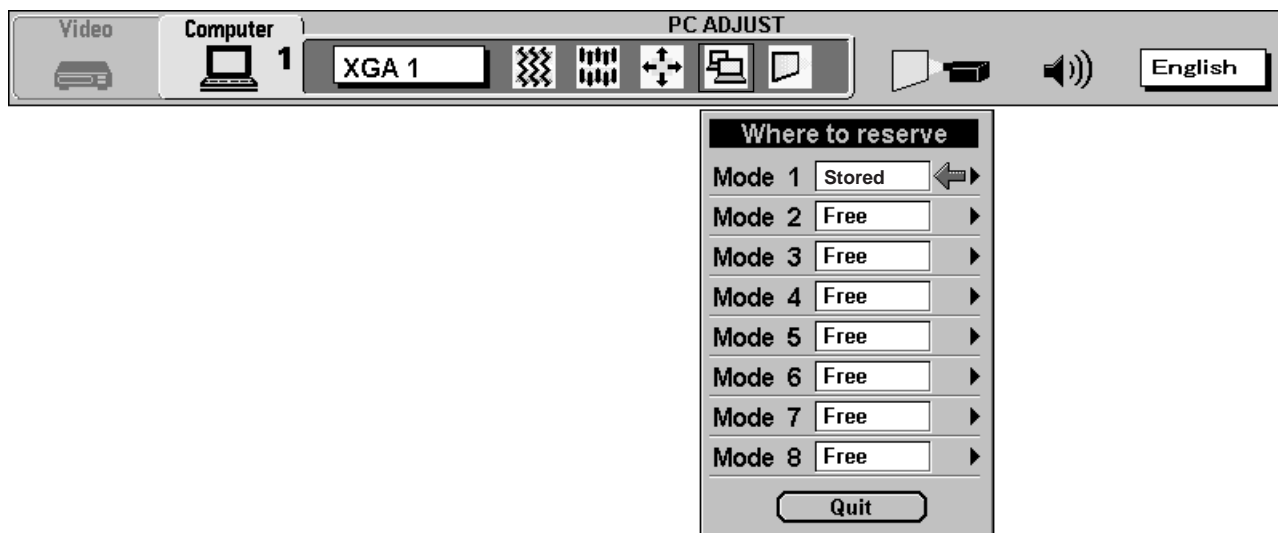 Video
Computer
1
PC ADJUST
XGA 1
English
Where to reserve
Mode 1 Stored
Mode 2 Free
Mode 3 Free
Mode 4 Free
Mode 5 Free
Mode 6 Free
Mode 7 Free
Mode 8 Free
Quit